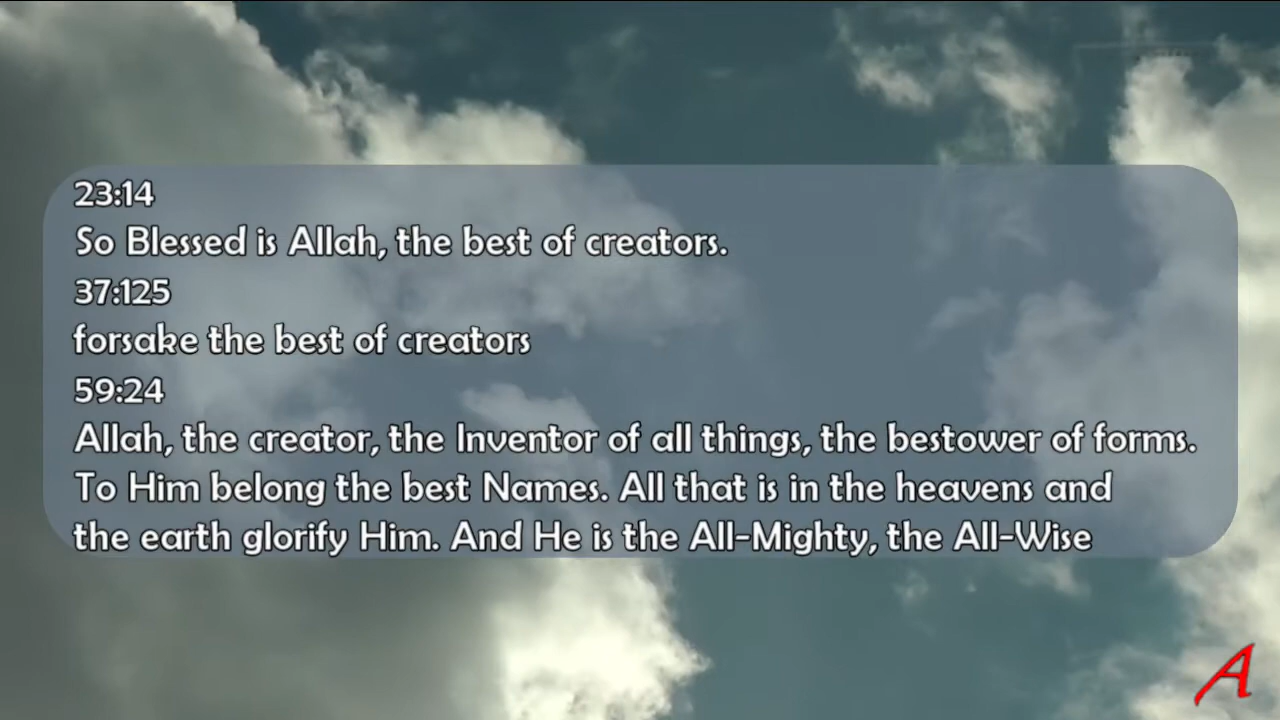 23:14
So Blessed is Allah, the best of creators.
37:125
forsake the best of creators
59:24
Allah, the creator, the Inventor of all things, the bestower of forms.
To Him belong the best Names. All that is in the heavens and
the earth glorify Him. And He is the All-Mighty, the All-Wise
A